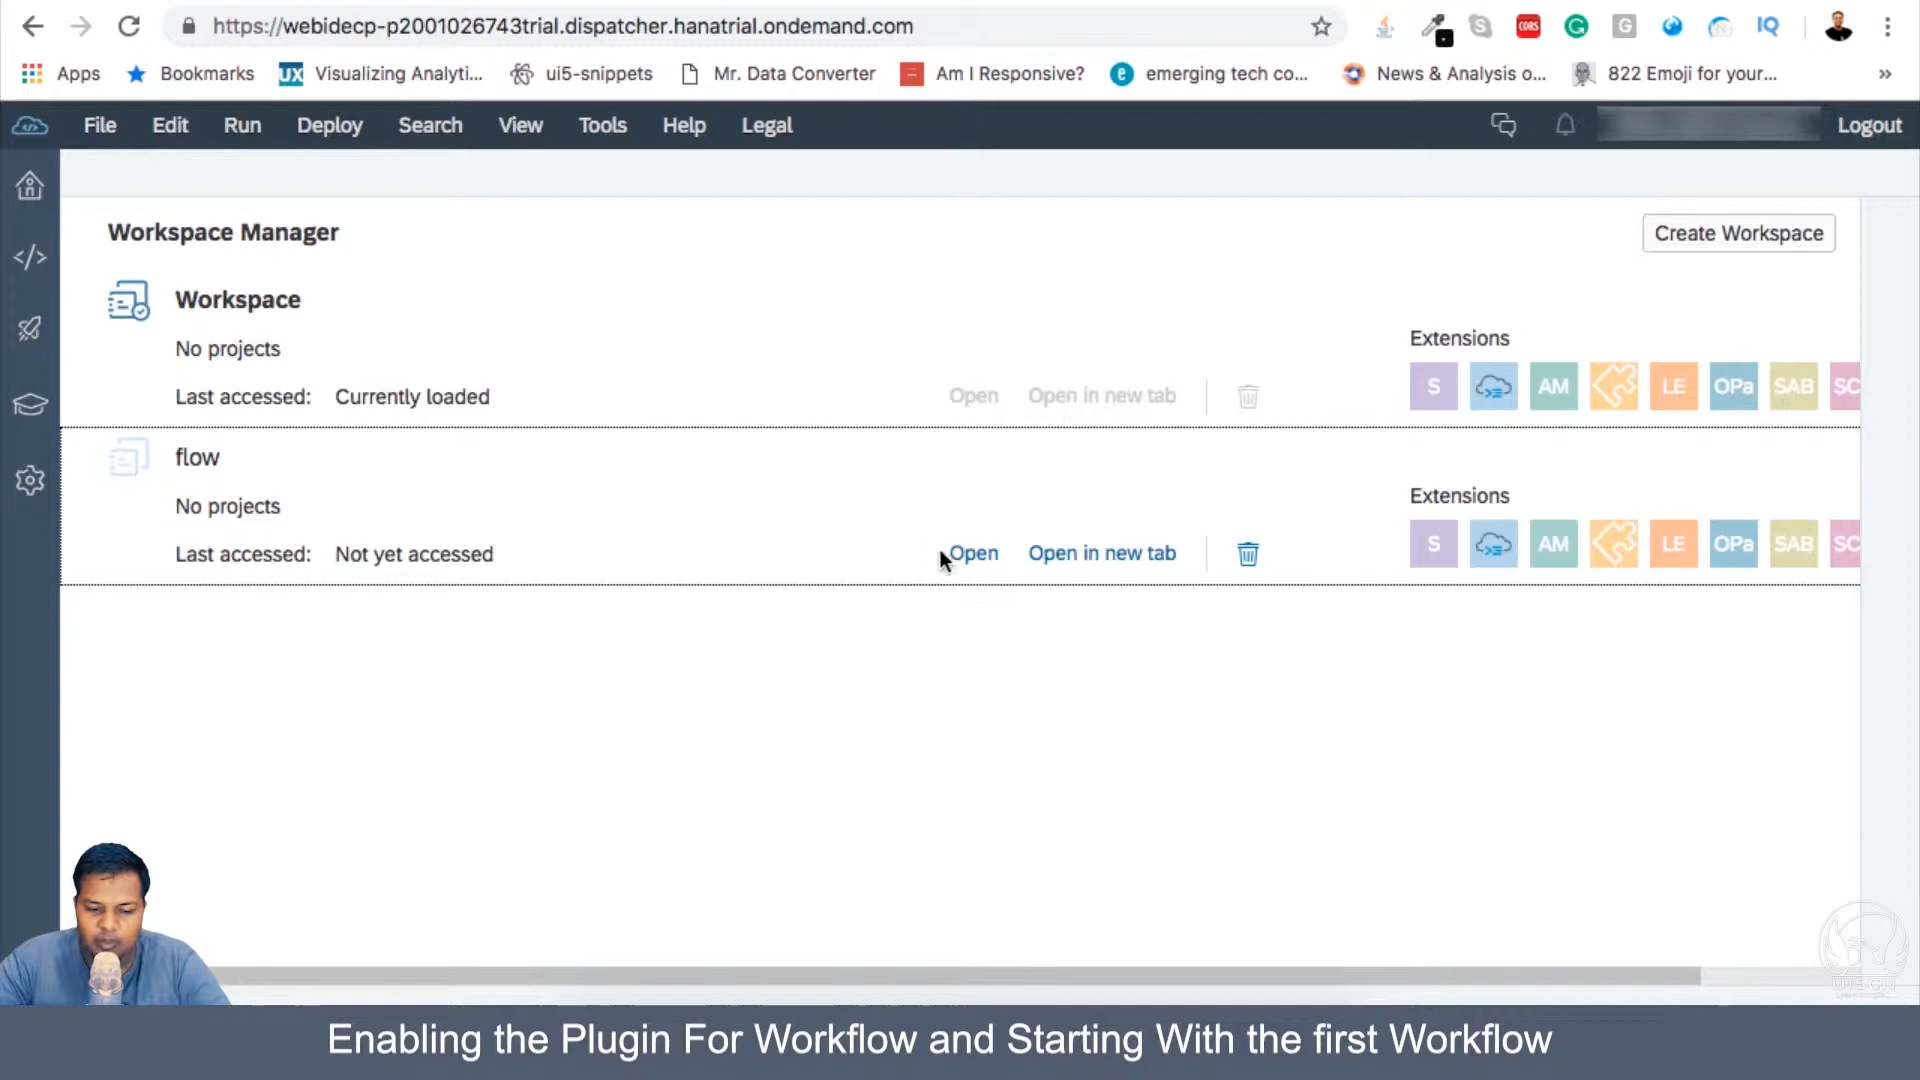 https://webidecp-p2001026743trial.dispatcher.hanatrial.ondemand.com
CORS
G
IQ
Apps
Bookmarks
UX Visualizing Analyti...
ui5-snippets
Mr. Data Converter
Am I Responsive?
e emerging tech co...
News & Analysis o...
822 Emoji for your...
»
File Edit Run Deploy Search View Tools Help Legal
Logout
Workspace Manager
Create Workspace
Workspace
No projects
Last accessed: Currently loaded
Open Open in new tab
Extensions
S AM LE OPa SAB SC
flow
No projects
Last accessed: Not yet accessed
Open Open in new tab
Extensions
S AM LE OPa SAB SC
UI5CN
Enabling the Plugin For Workflow and Starting With the first Workflow